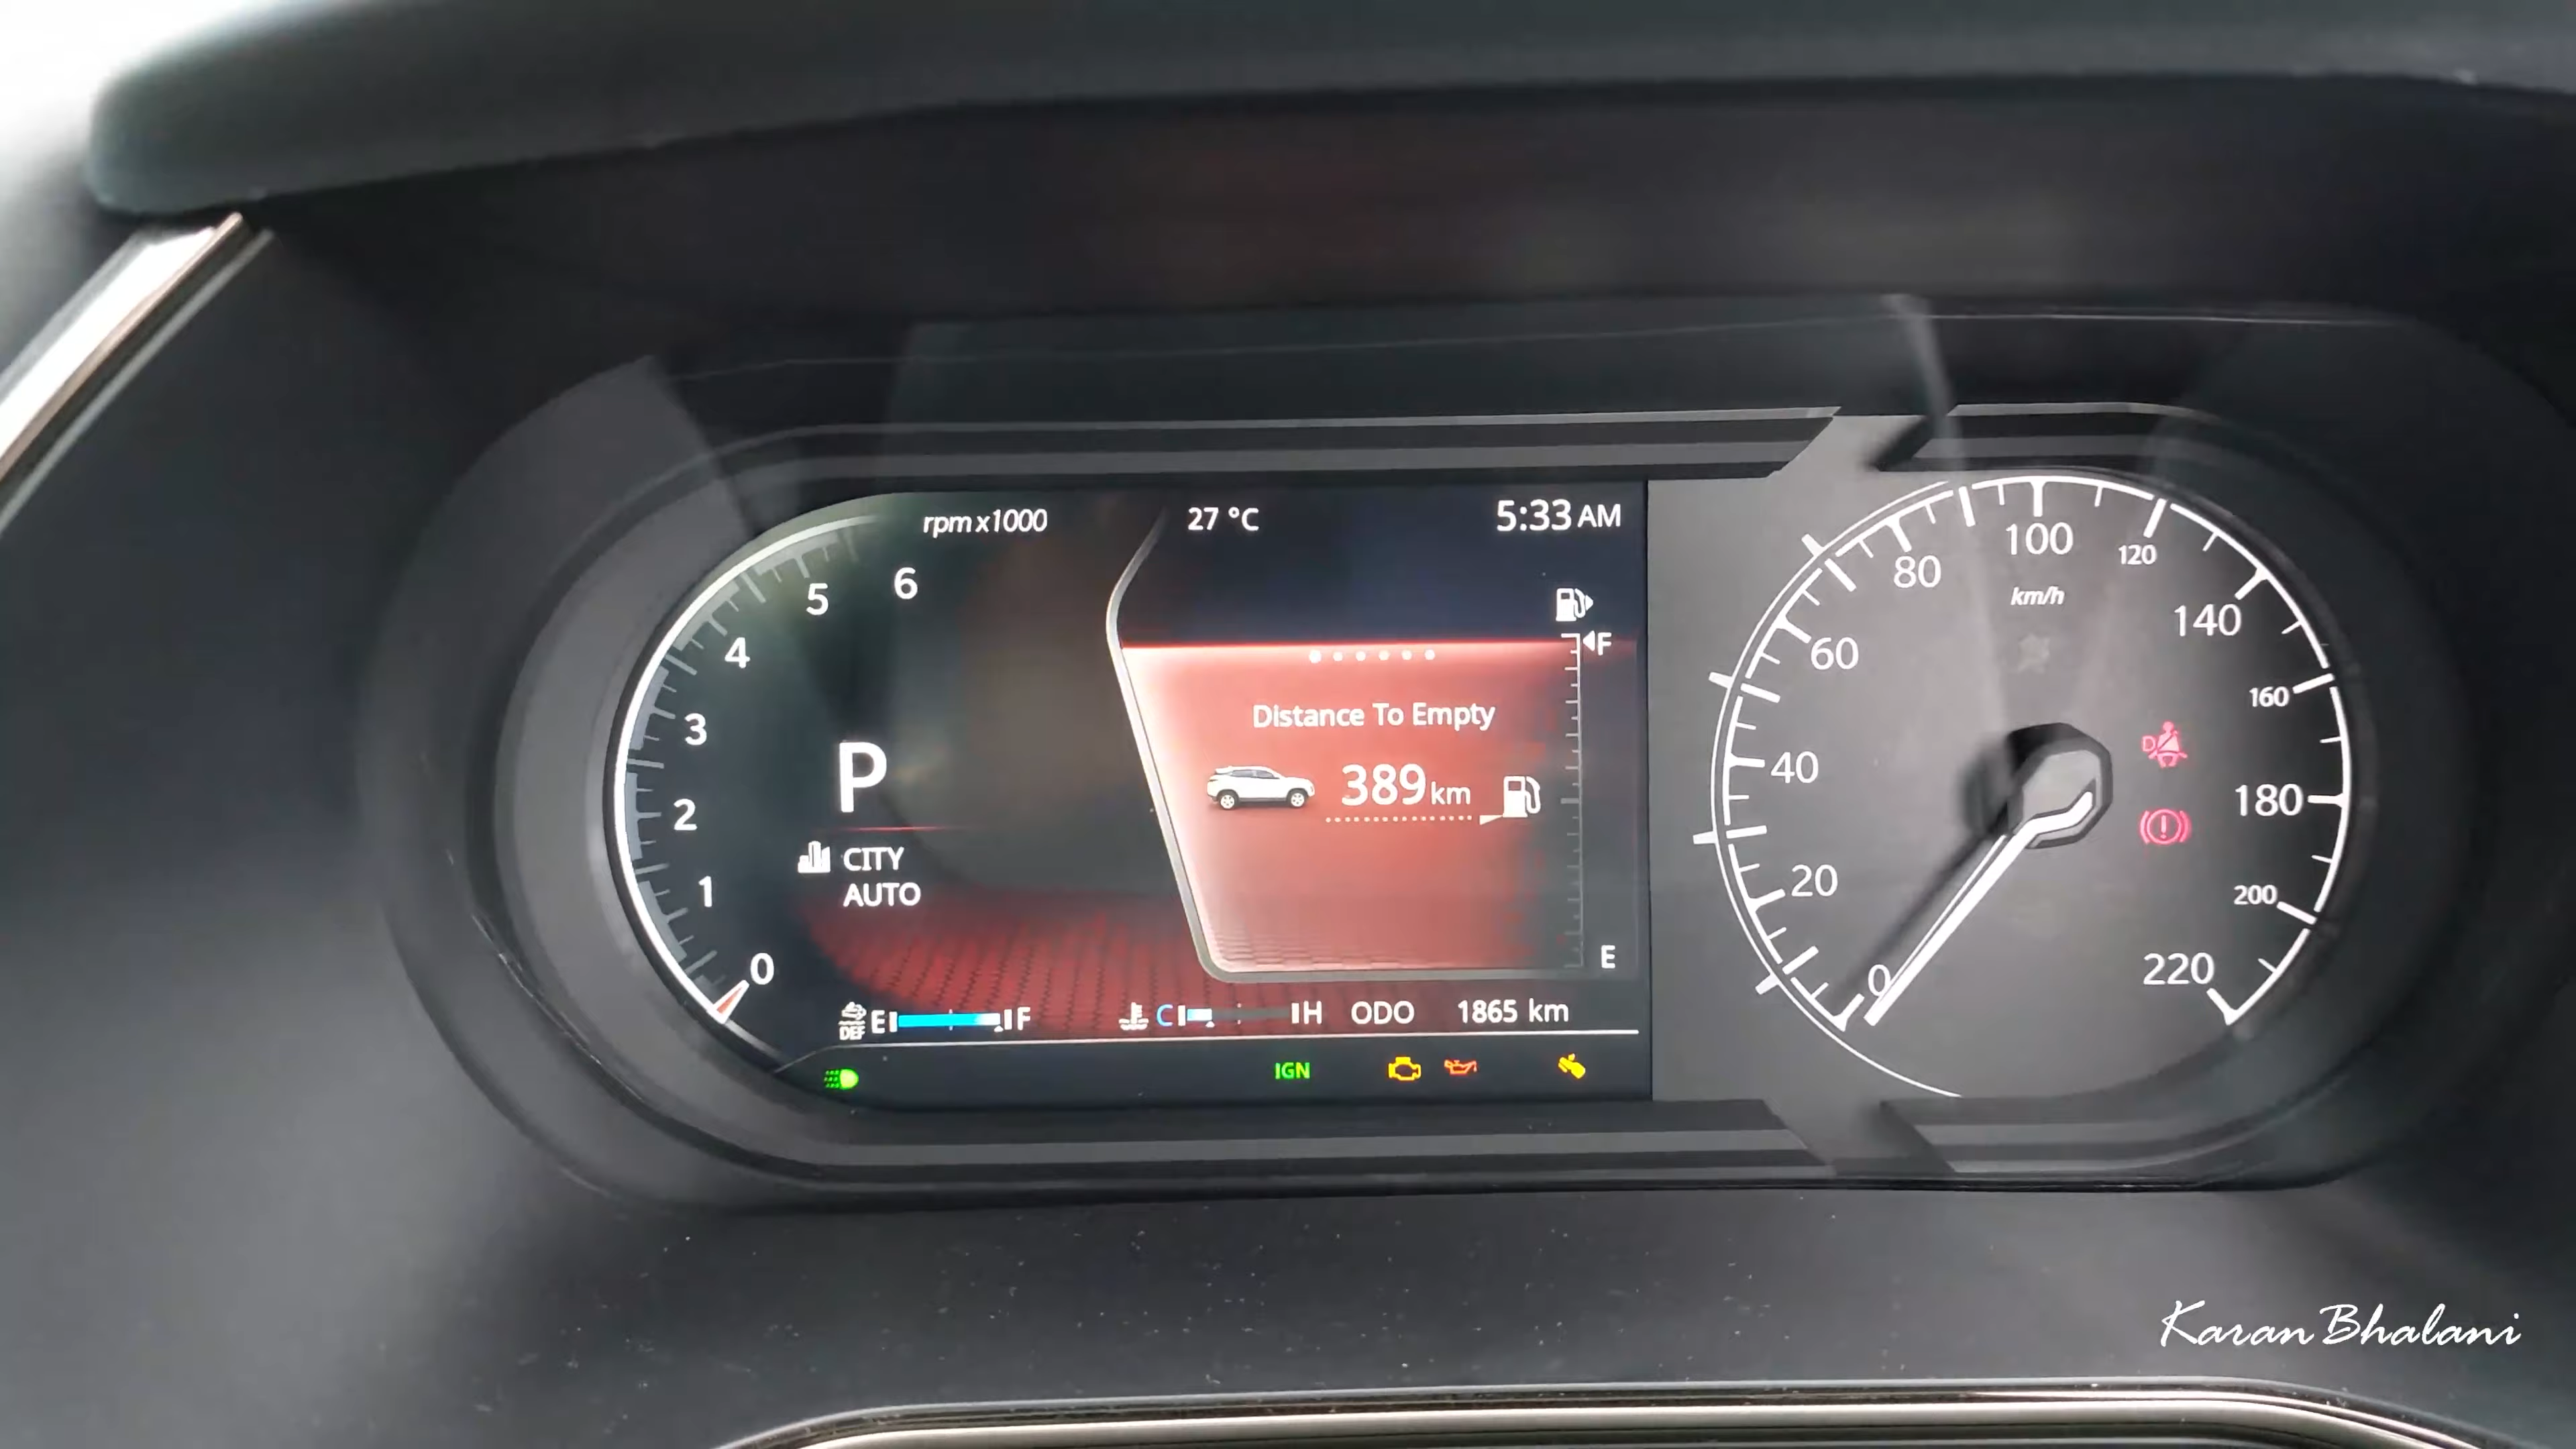 rpm x1000
27 °C
5:33 AM
6
5
4
3
2
1
0
P
CITY
AUTO
F
Distance To Empty
389 km
E
DEF
E F
C H
ODO 1865 km
IGN
0
20
40
60
80
100
120
140
160
180
200
220
km/h
D
Karan Bhalani